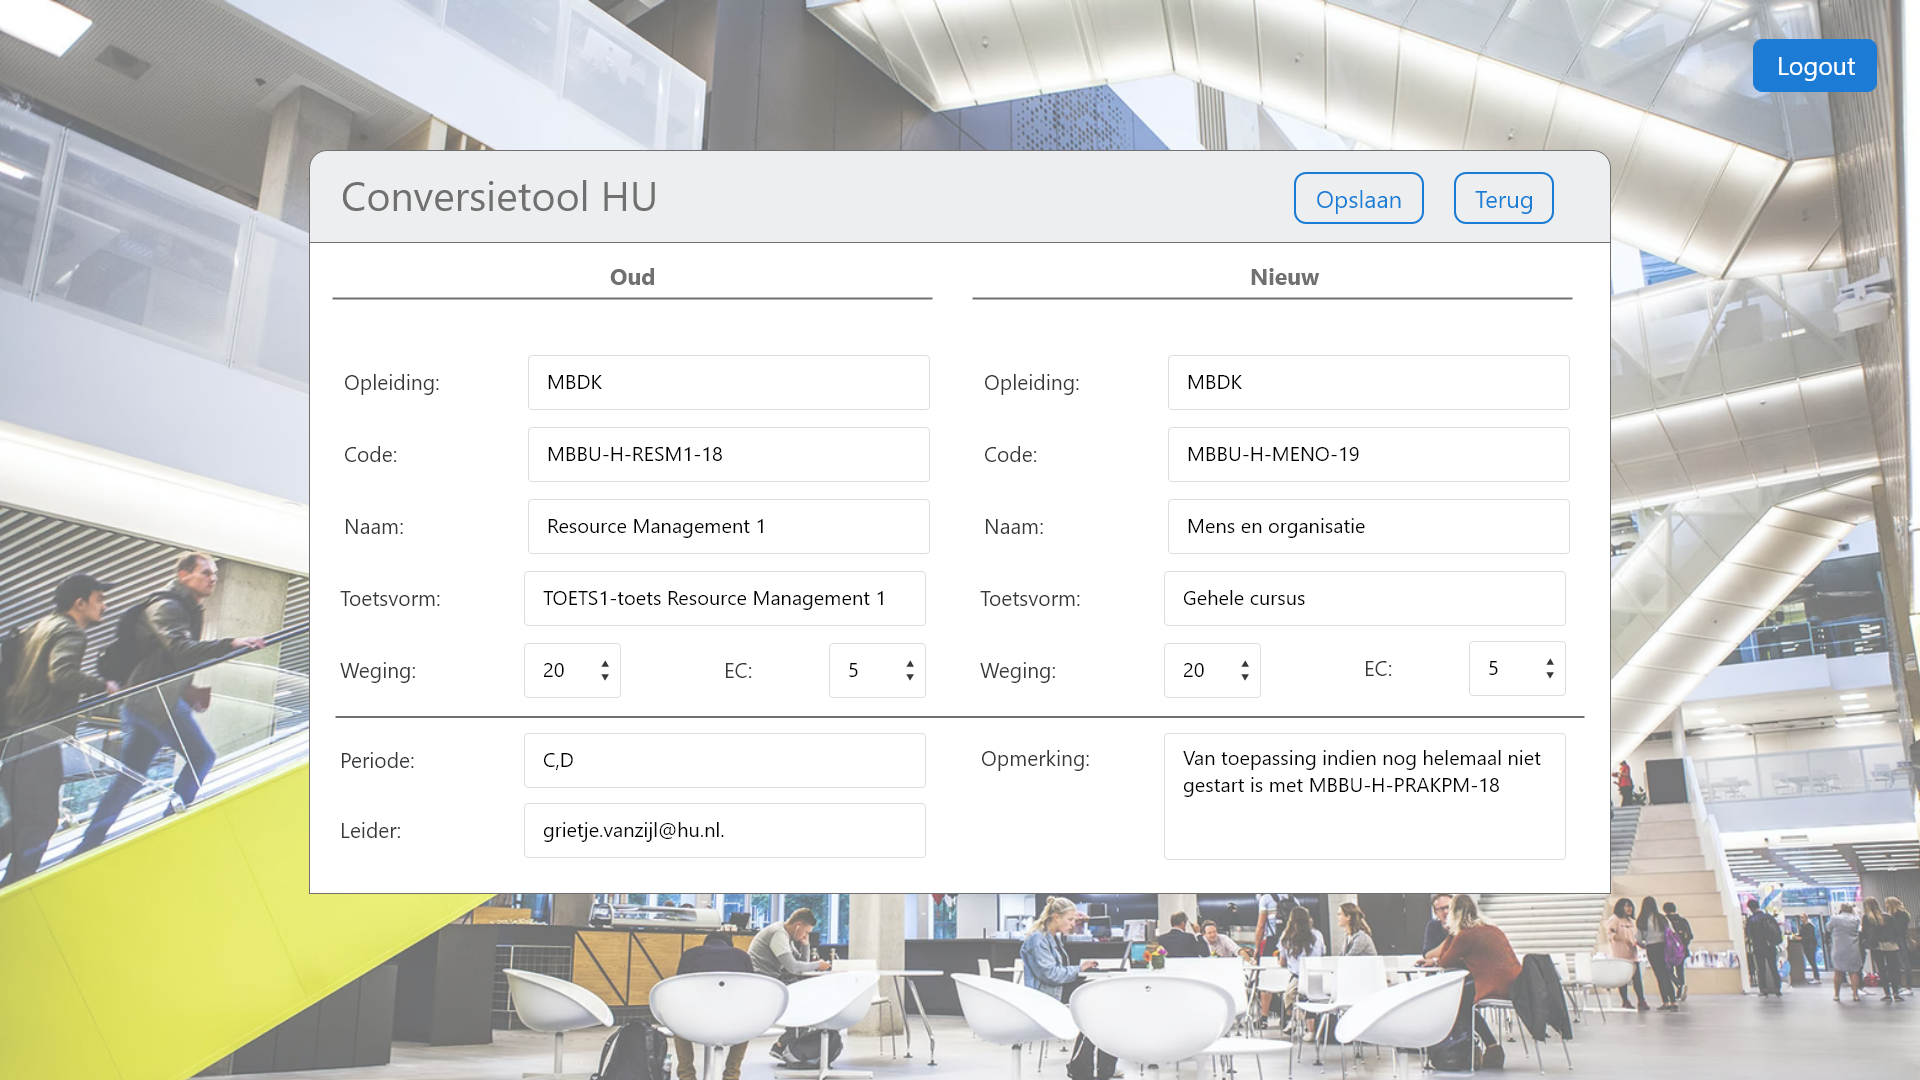 Logout
Conversietool HU
Opslaan
Terug
Oud
Nieuw
Opleiding:
MBDK
Opleiding:
MBDK
Code:
MBBU-H-RESM1-18
Code:
MBBU-H-MENO-19
Naam:
Resource Management 1
Naam:
Mens en organisatie
Toetsvorm:
TOETS1-toets Resource Management 1
Toetsvorm:
Gehele cursus
Weging:
20
EC:
5
Weging:
20
EC:
5
Periode:
C,D
Opmerking:
Van toepassing indien nog helemaal niet
gestart is met MBBU-H-PRAKPM-18
Leider:
grietje.vanzijl@hu.nl.